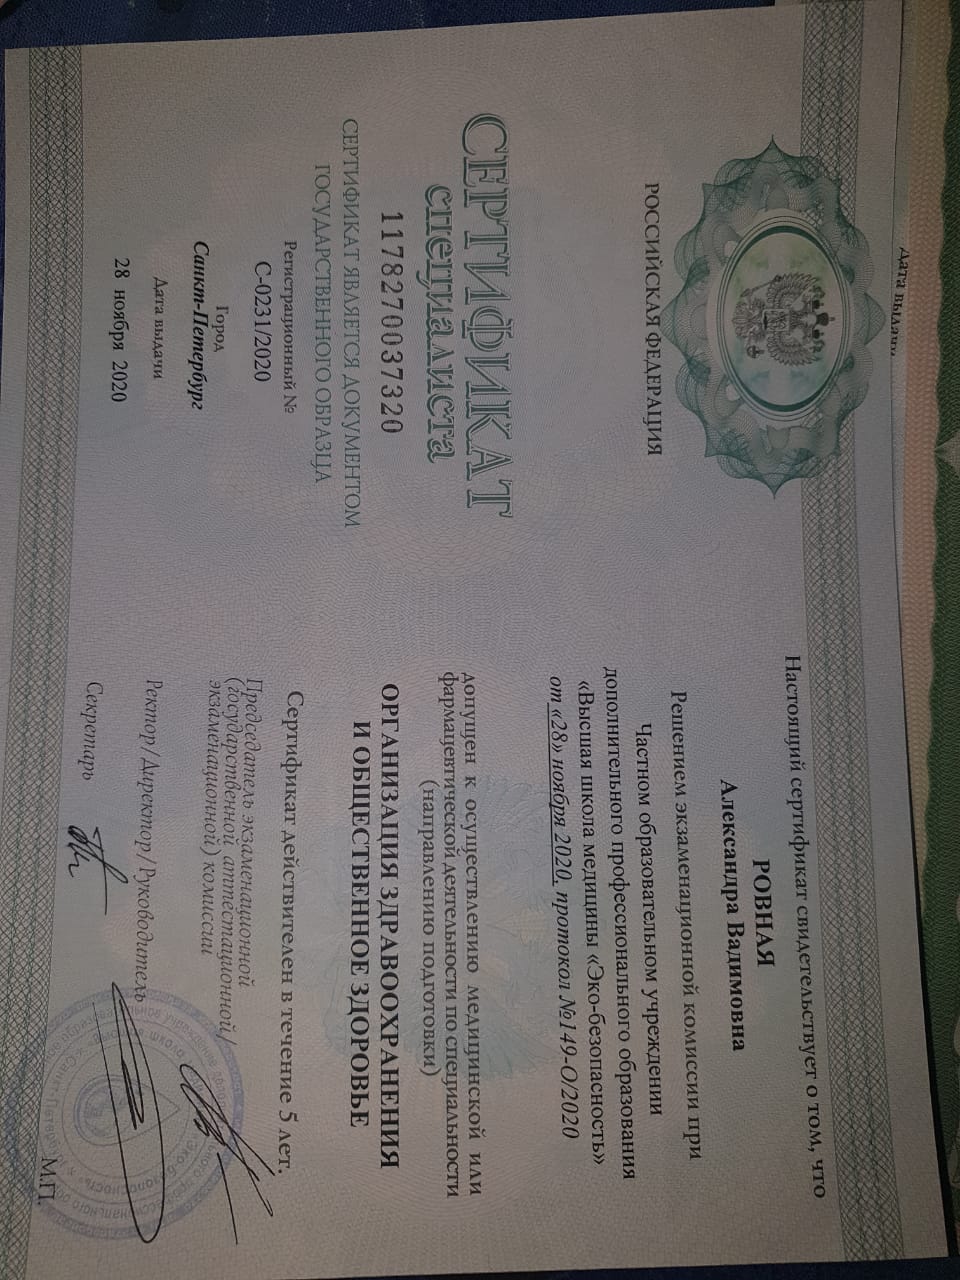 Дата выдачи
РОССИЙСКАЯ ФЕДЕРАЦИЯ
СЕРТИФИКАТ
специалиста
1178270037320
СЕРТИФИКАТ ЯВЛЯЕТСЯ ДОКУМЕНТОМ
ГОСУДАРСТВЕННОГО ОБРАЗЦА
Регистрационный №
С-0231/2020
Город
Санкт-Петербург
Дата выдачи
28 ноября 2020
Настоящий сертификат свидетельствует о том, что
РОВНАЯ
Александра Вадимовна
Решением экзаменационной комиссии при
Частном образовательном учреждении
дополнительного профессионального образования
«Высшая школа медицины «Эко-безопасность»
от «28» ноября 2020, протокол №149-О/2020
допущен к осуществлению медицинской или
фармацевтической деятельности по специальности
(направлению подготовки)
ОРГАНИЗАЦИЯ ЗДРАВООХРАНЕНИЯ
И ОБЩЕСТВЕННОЕ ЗДОРОВЬЕ
Сертификат действителен в течение 5 лет.
Председатель экзаменационной
(государственной аттестационной/
экзаменационной) комиссии
Ректор/Директор/Руководитель
Секретарь
М.П.